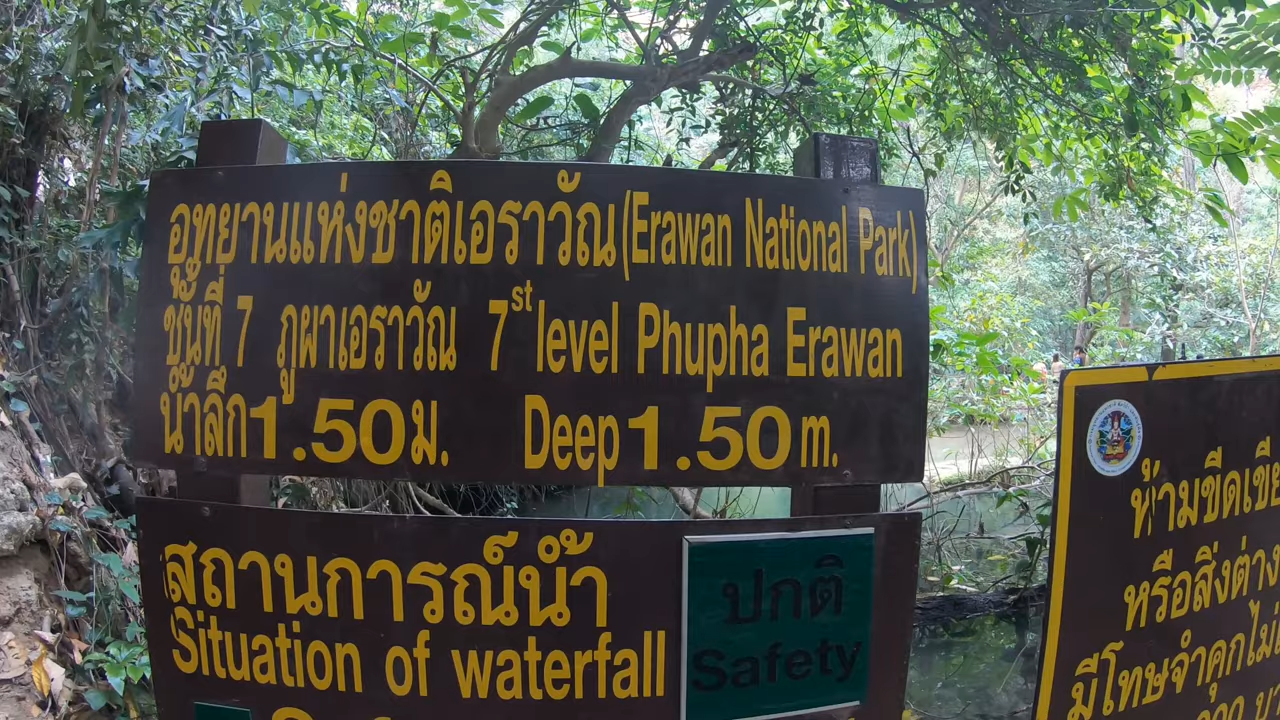 อุทยานแห่งชาติเอราวัณ (Erawan National Park)
ชั้นที่ 7 ภูผาเอราวัณ 7st level Phupha Erawan
น้ำลึก 1.50 ม. Deep 1.50 m.
สถานการณ์น้ำ
Situation of waterfall
ปกติ
Safety
ห้ามขีดเขีย
หรือสิ่งต่าง
มีโทษจำคุกไม่